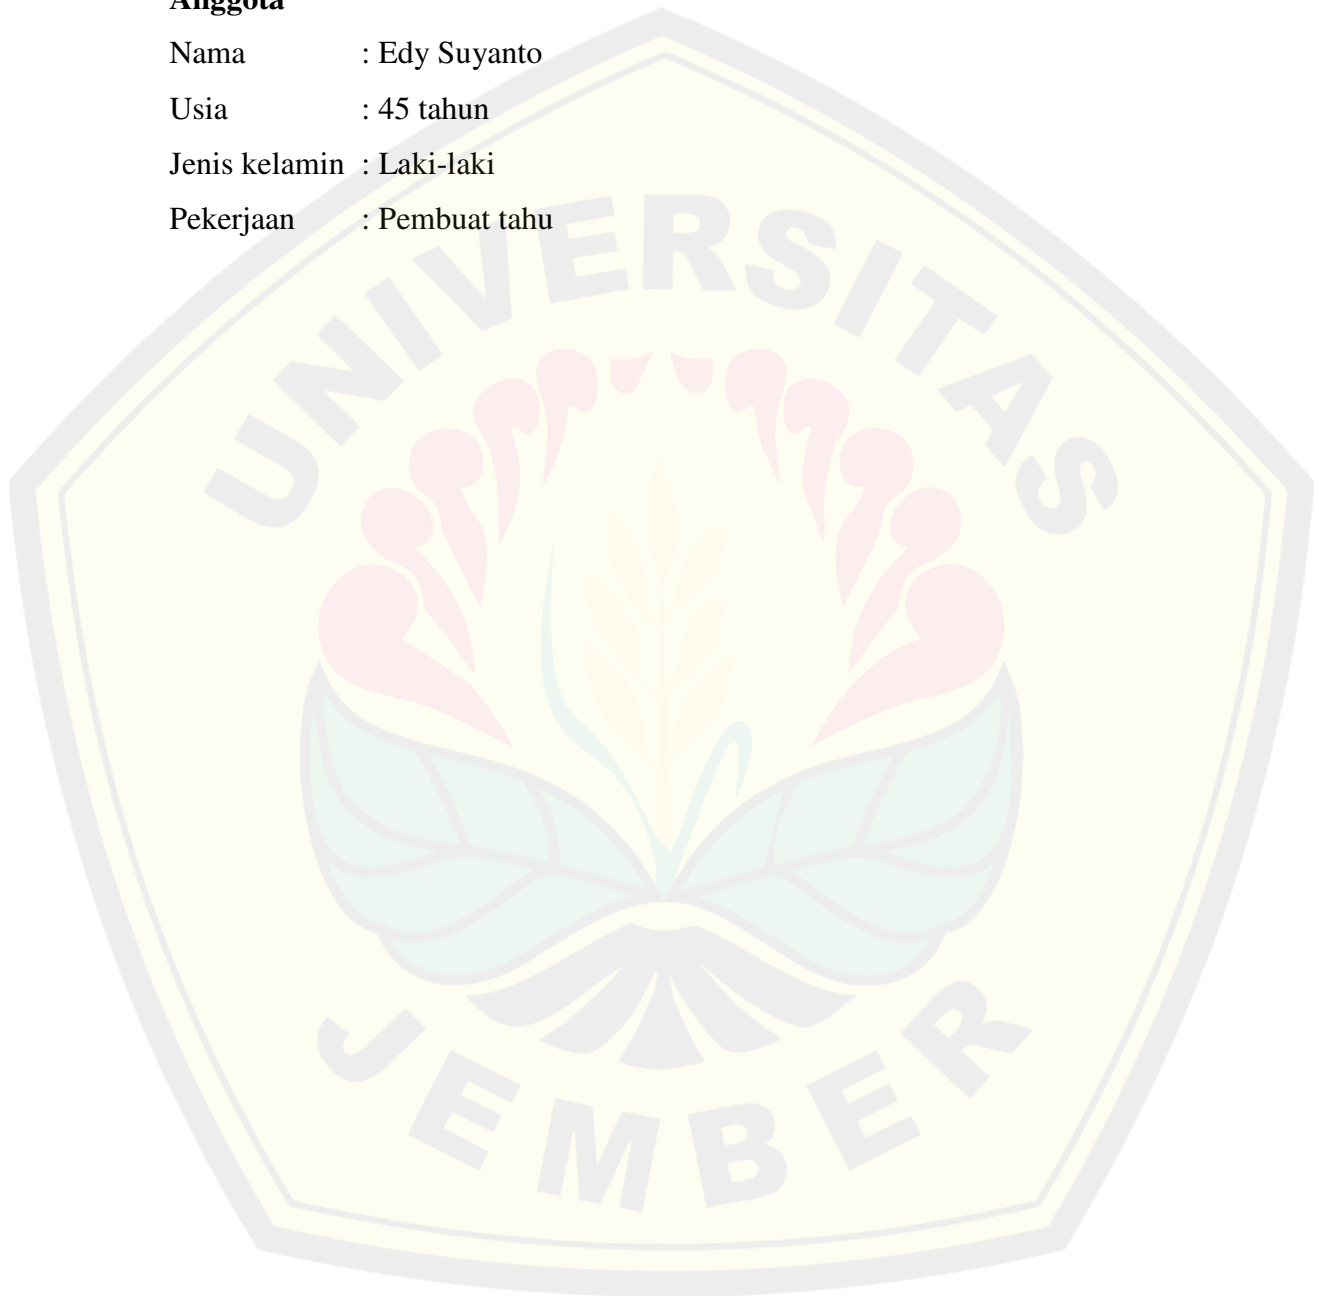 Anggota
Nama : Edy Suyanto
Usia : 45 tahun
Jenis kelamin : Laki-laki
Pekerjaan : Pembuat tahu
UNIVERSITAS
JEMBER